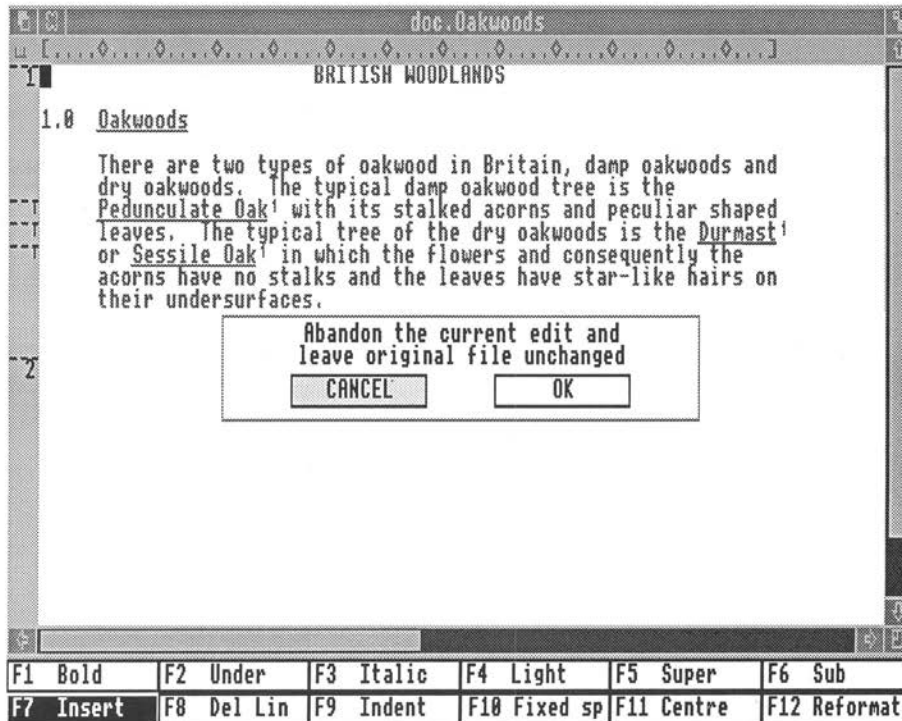 doc.Oakwoods
1 BRITISH WOODLANDS
1.0 Oakwoods
There are two types of oakwood in Britain, damp oakwoods and
dry oakwoods. The typical damp oakwood tree is the
Pedunculate Oak¹ with its stalked acorns and peculiar shaped
leaves. The typical tree of the dry oakwoods is the Durmast¹
or Sessile Oak¹ in which the flowers and consequently the
acorns have no stalks and the leaves have star-like hairs on
their undersurfaces.
Abandon the current edit and
leave original file unchanged
CANCEL OK
2
F1 Bold F2 Under F3 Italic F4 Light F5 Super F6 Sub
F7 Insert F8 Del Lin F9 Indent F10 Fixed sp F11 Centre F12 Reformat